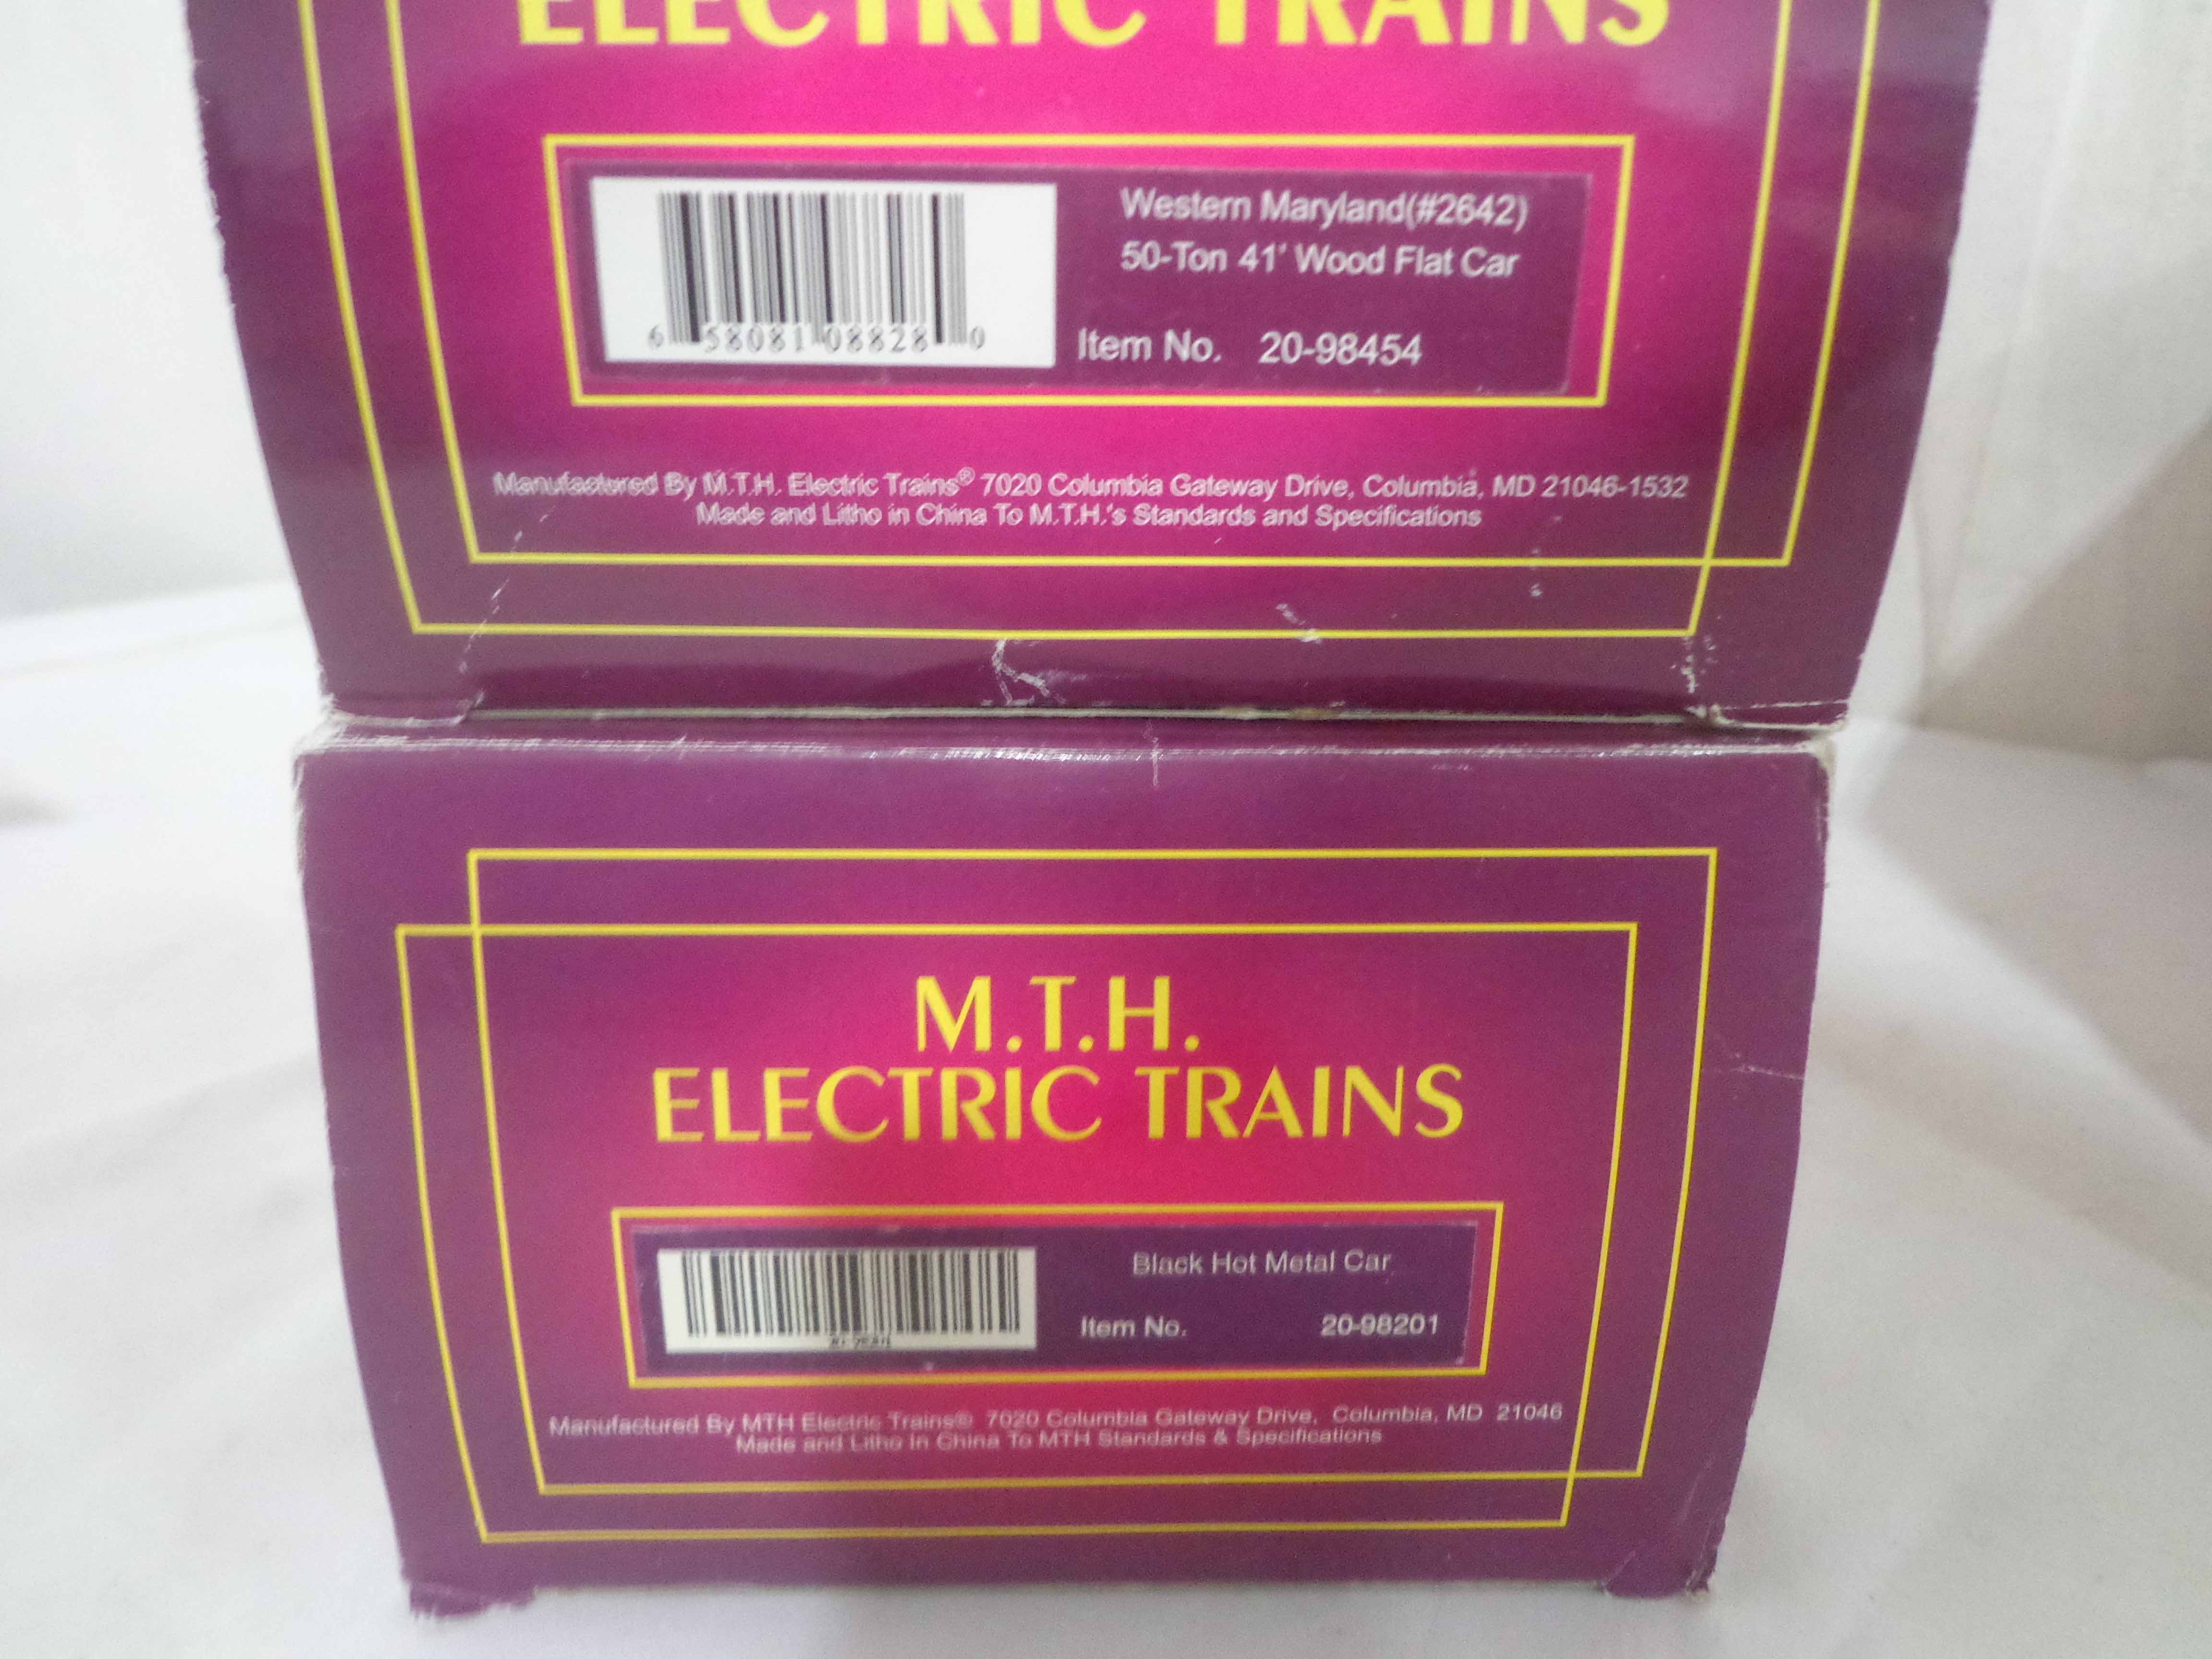 ELECTRIC TRAINS
Western Maryland(#2642)
50-Ton 41' Wood Flat Car
6 58081 08828 0
Item No. 20-98454
Manufactured By M.T.H. Electric Trains® 7020 Columbia Gateway Drive, Columbia, MD 21046-1532
Made and Litho in China To M.T.H.'s Standards and Specifications
M.T.H.
ELECTRIC TRAINS
Black Hot Metal Car
Item No. 20-98201
Manufactured By MTH Electric Trains® 7020 Columbia Gateway Drive, Columbia, MD 21046
Made and Litho In China To MTH Standards & Specifications